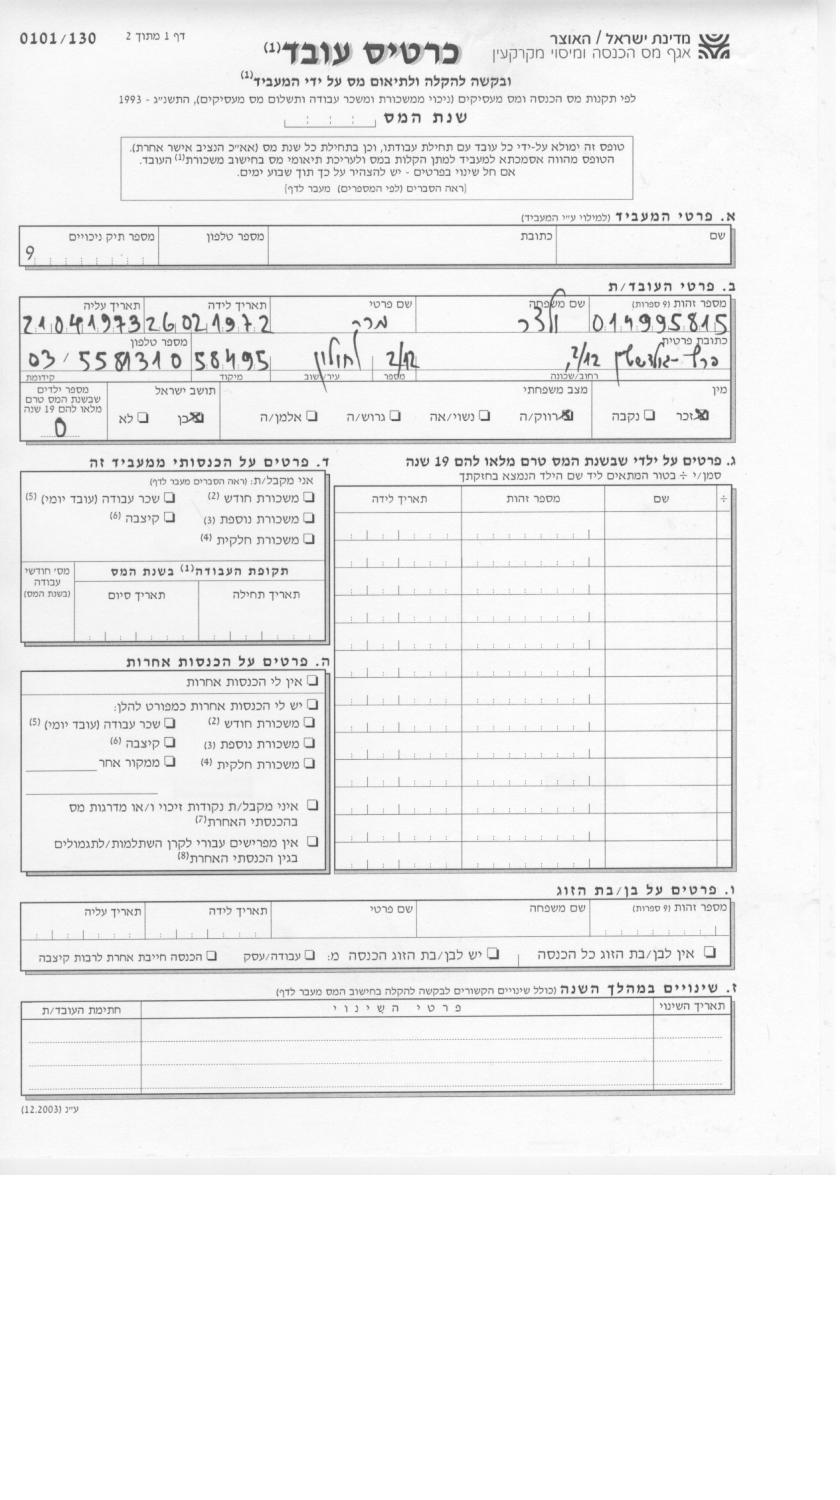 מדינת ישראל / האוצר
אגף מס הכנסה ומיסוי מקרקעין
דף 1 מתוך 2
0101/130
כרטיס עובד(1)
ובקשה להקלה ולתיאום מס על ידי המעביד(1)
לפי תקנות מס הכנסה ומס מעסיקים (ניכוי ממשכורת ומשכר עבודה ותשלום מס מעסיקים), התשנ״ג - 1993
שנת המס
טופס זה ימולא על-ידי כל עובד עם תחילת עבודתו, וכן בתחילת כל שנת מס (אא״כ הנציב אישר אחרת).
הטופס מהווה אסמכתא למעביד למתן הקלות במס ולעריכת תיאומי מס בחישוב משכורת(1) העובד.
אם חל שינוי בפרטים - יש להצהיר על כך תוך שבוע ימים.
(ראה הסברים (לפי המספרים) מעבר לדף)
א. פרטי המעביד (למילוי ע״י המעביד)
שם כתובת מספר טלפון מספר תיק ניכויים
9
ב. פרטי העובד/ת
מספר זהות (9 ספרות) שם משפחה שם פרטי תאריך לידה תאריך עליה
014995815 ולצר מרק 26021972 21041973
כתובת פרטית מספר טלפון
2/12 2/12 חולון 58495 03/5581310
רחוב/שכונה מספר עיר/ישוב מיקוד קידומת
מין מצב משפחתי תושב ישראל מספר ילדים
שבשנת המס טרם
מלאו להם 19 שנה
זכר נקבה רווק/ה נשוי/אה גרוש/ה אלמן/ה כן לא
0
ג. פרטים על ילדי שבשנת המס טרם מלאו להם 19 שנה
סמן/י ÷ בטור המתאים ליד שם הילד הנמצא בחזקתך
÷ שם מספר זהות תאריך לידה
ד. פרטים על הכנסותי ממעביד זה
אני מקבל/ת: (ראה הסברים מעבר לדף)
משכורת חודש (2) שכר עבודה (עובד יומי) (5)
משכורת נוספת (3) קיצבה (6)
משכורת חלקית (4)
תקופת העבודה(1) בשנת המס מס׳ חודשי
עבודה
(בשנת המס)
תאריך תחילה תאריך סיום
ה. פרטים על הכנסות אחרות
אין לי הכנסות אחרות
יש לי הכנסות אחרות כמפורט להלן:
משכורת חודש (2) שכר עבודה (עובד יומי) (5)
משכורת נוספת (3) קיצבה (6)
משכורת חלקית (4) ממקור אחר
איני מקבל/ת נקודות זיכוי ו/או מדרגות מס
בהכנסתי האחרת(7)
אין מפרישים עבורי לקרן השתלמות/לתגמולים
בגין הכנסתי האחרת(8)
ו. פרטים על בן/בת הזוג
מספר זהות (9 ספרות) שם משפחה שם פרטי תאריך לידה תאריך עליה
אין לבן/בת הזוג כל הכנסה יש לבן/בת הזוג הכנסה מ: עבודה/עסק הכנסה חייבת אחרת לרבות קיצבה
ז. שינויים במהלך השנה (כולל שינויים הקשורים לבקשה להקלה בחישוב המס מעבר לדף)
תאריך השינוי פרטי השינוי חתימת העובד/ת
ע״נ (12.2003)